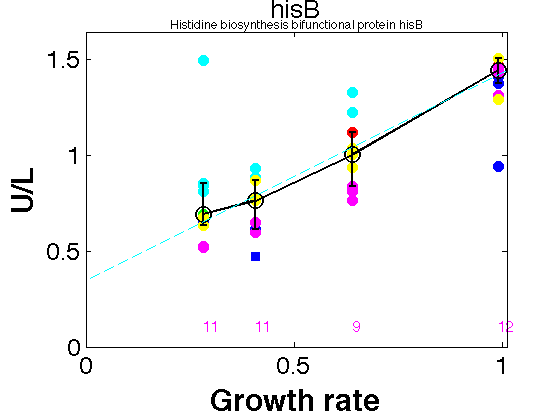 hisB
Histidine biosynthesis bifunctional protein hisB
U/L
1.5
1
0.5
0
11
11
9
12
0
0.5
1
Growth rate